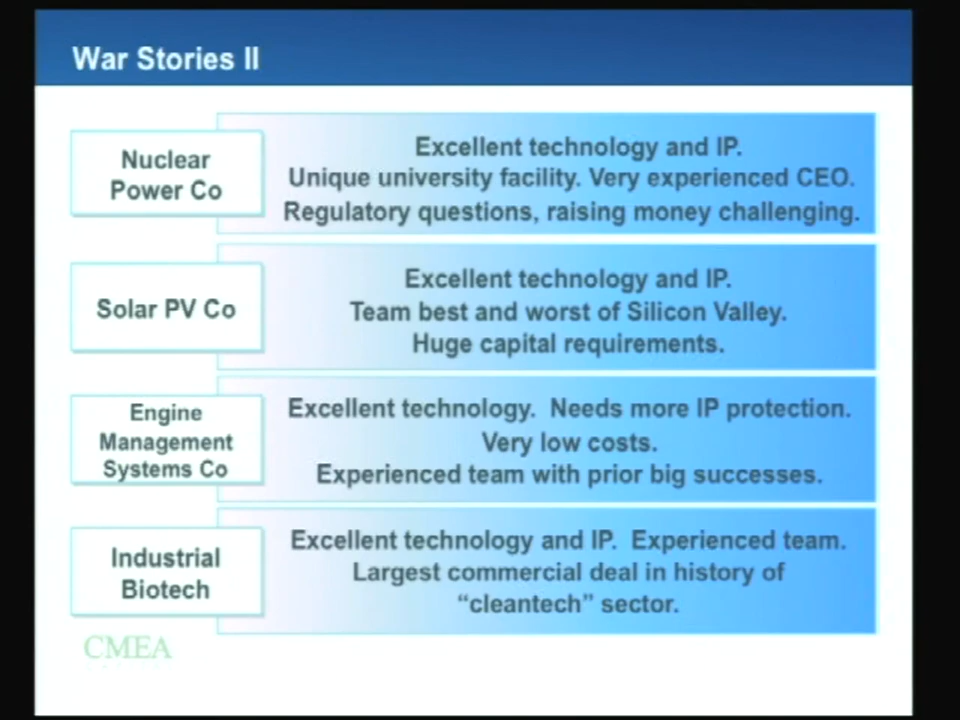 War Stories II
Nuclear
Power Co
Excellent technology and IP.
Unique university facility. Very experienced CEO.
Regulatory questions, raising money challenging.
Solar PV Co
Excellent technology and IP.
Team best and worst of Silicon Valley.
Huge capital requirements.
Engine
Management
Systems Co
Excellent technology. Needs more IP protection.
Very low costs.
Experienced team with prior big successes.
Industrial
Biotech
Excellent technology and IP. Experienced team.
Largest commercial deal in history of
“cleantech” sector.
CMEA